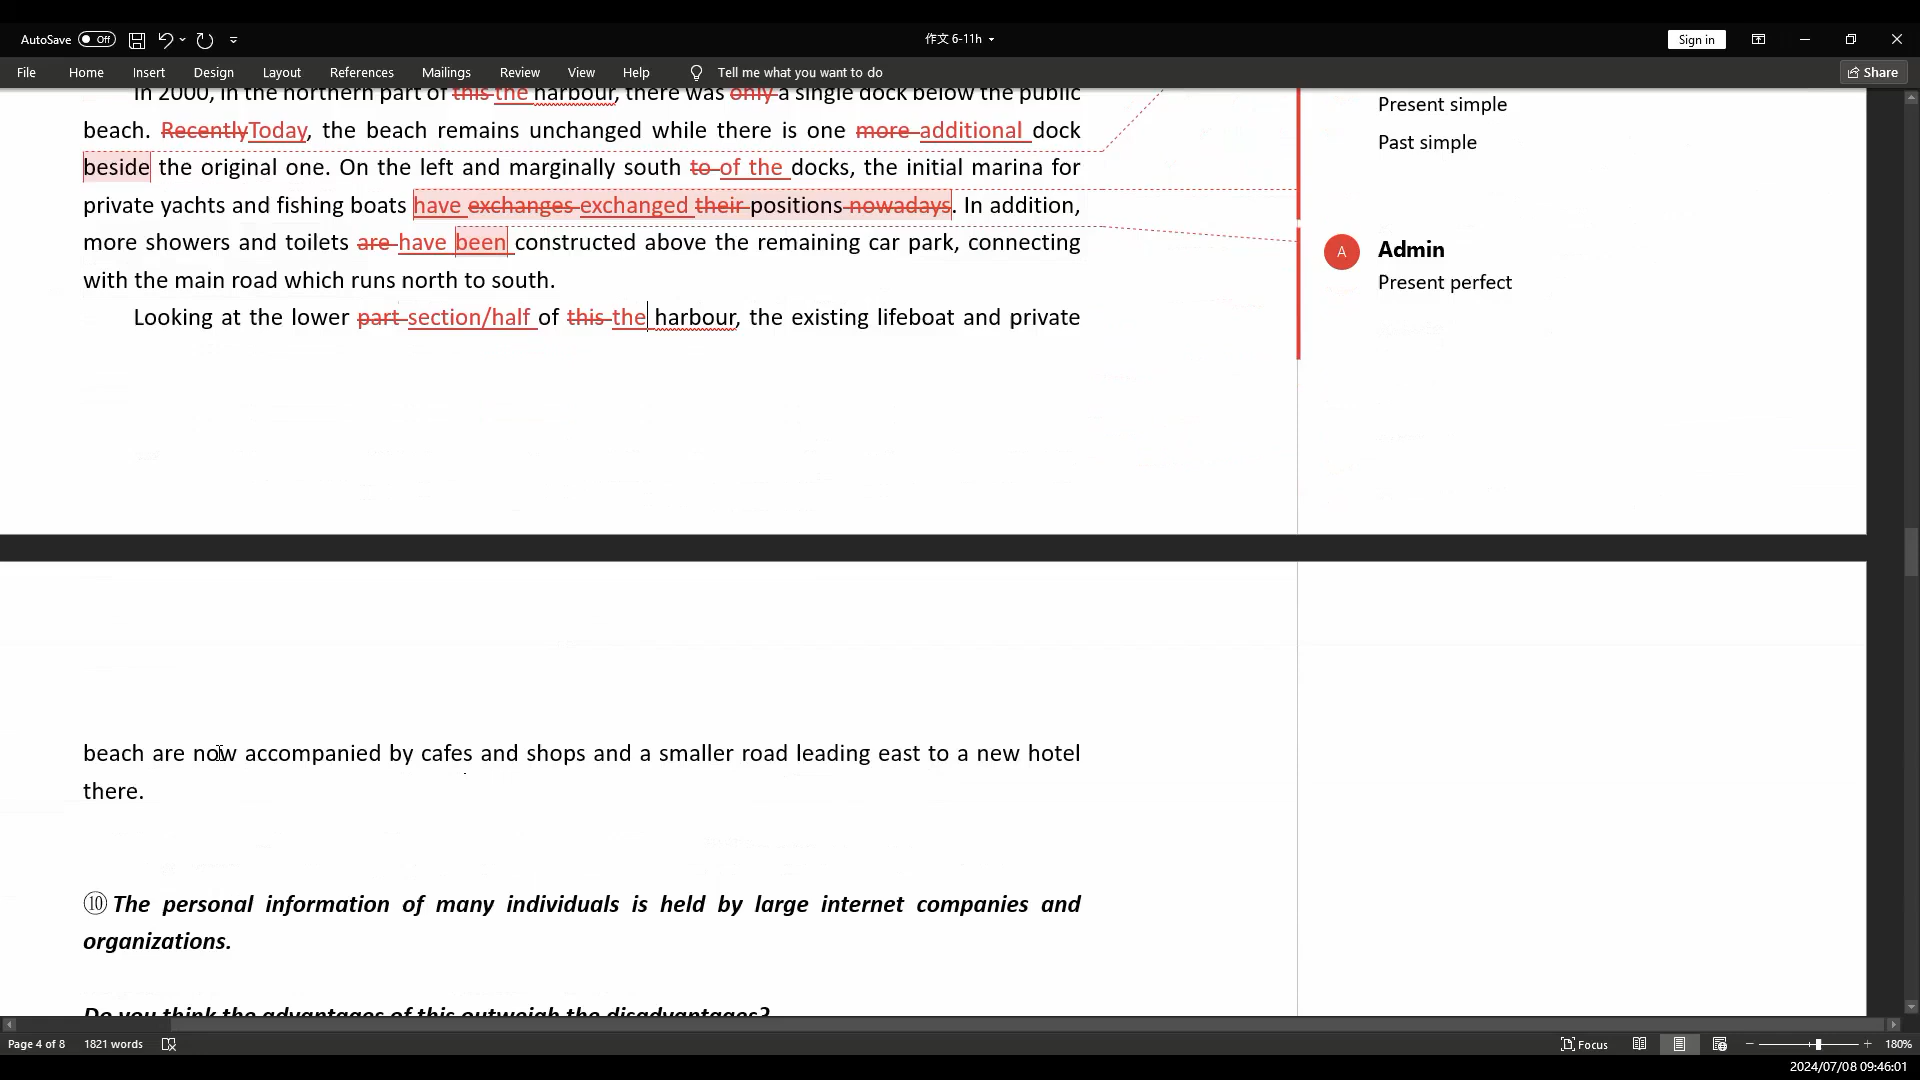 AutoSave Off 作文 6-11h Sign in
File Home Insert Design Layout References Mailings Review View Help Tell me what you want to do Share
In 2000, in the northern part of this the harbour, there was only a single dock below the public
beach. RecentlyToday, the beach remains unchanged while there is one more additional dock
beside the original one. On the left and marginally south to of the docks, the initial marina for
private yachts and fishing boats have exchanges exchanged their positions nowadays. In addition,
more showers and toilets are have been constructed above the remaining car park, connecting
with the main road which runs north to south.
Looking at the lower part section/half of this the harbour, the existing lifeboat and private
Present simple
Past simple
A Admin
Present perfect
beach are now accompanied by cafes and shops and a smaller road leading east to a new hotel
there.
⑩ The personal information of many individuals is held by large internet companies and
organizations.
Do you think the advantages of this outweigh the disadvantages?
Page 4 of 8 1821 words Focus 180%
2024/07/08 09:46:01